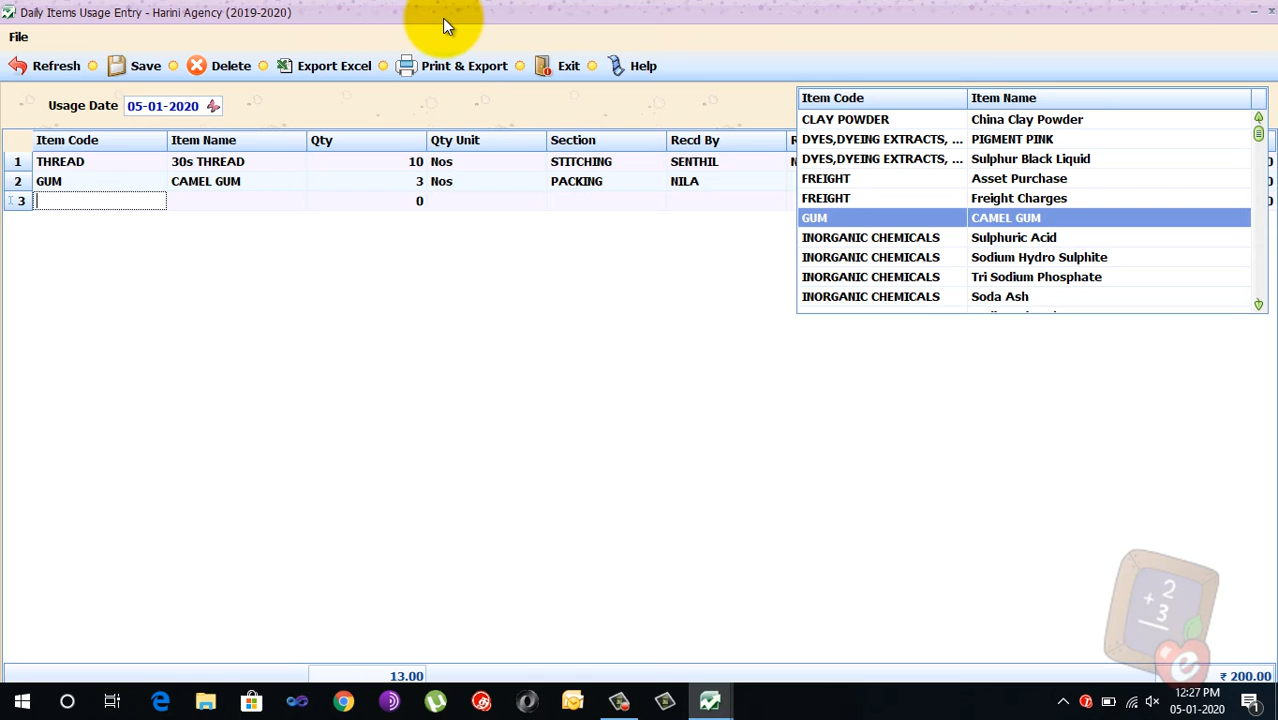 Daily Items Usage Entry - Harini Agency (2019-2020)
File
Refresh Save Delete Export Excel Print & Export Exit Help
Usage Date 05-01-2020
Item Code Item Name
CLAY POWDER China Clay Powder
DYES,DYEING EXTRACTS, ... PIGMENT PINK
DYES,DYEING EXTRACTS, ... Sulphur Black Liquid
FREIGHT Asset Purchase
FREIGHT Freight Charges
GUM CAMEL GUM
INORGANIC CHEMICALS Sulphuric Acid
INORGANIC CHEMICALS Sodium Hydro Sulphite
INORGANIC CHEMICALS Tri Sodium Phosphate
INORGANIC CHEMICALS Soda Ash
Item Code Item Name Qty Qty Unit Section Recd By
1 THREAD 30s THREAD 10 Nos STITCHING SENTHIL
2 GUM CAMEL GUM 3 Nos PACKING NILA
3 0
2
+ 3
e
13.00 ₹ 200.00
12:27 PM
05-01-2020
1